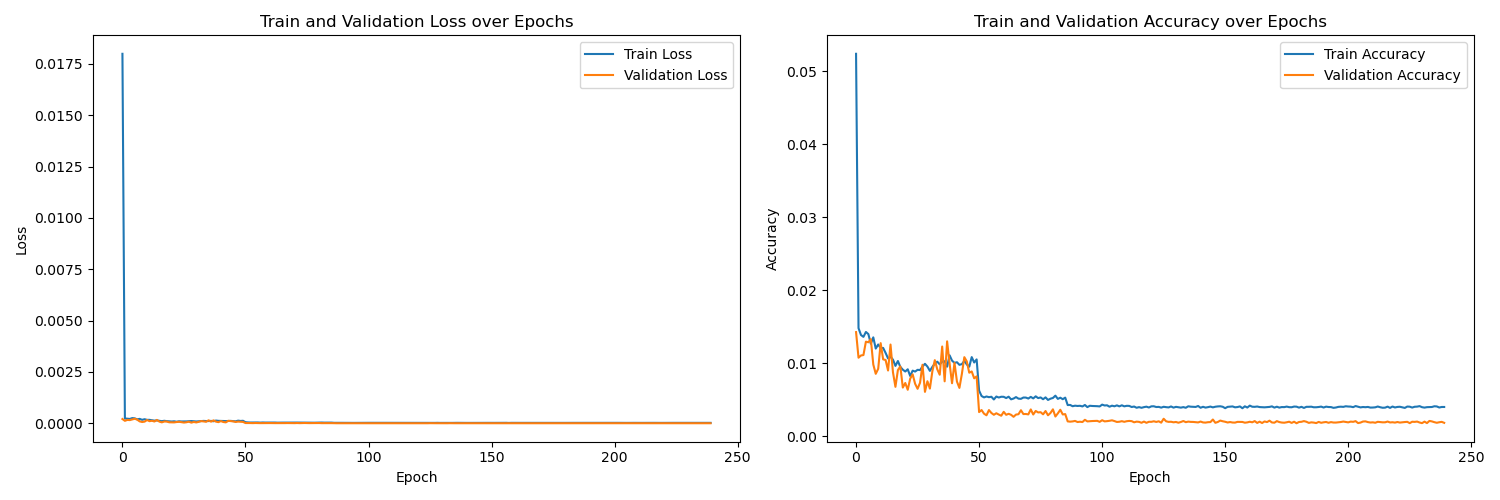 Train and Validation Loss over Epochs
Train Loss
Validation Loss
0.0175
0.0150
0.0125
0.0100
0.0075
0.0050
0.0025
0.0000
Loss
0 50 100 150 200 250
Epoch
Train and Validation Accuracy over Epochs
Train Accuracy
Validation Accuracy
0.05
0.04
0.03
0.02
0.01
0.00
Accuracy
0 50 100 150 200 250
Epoch